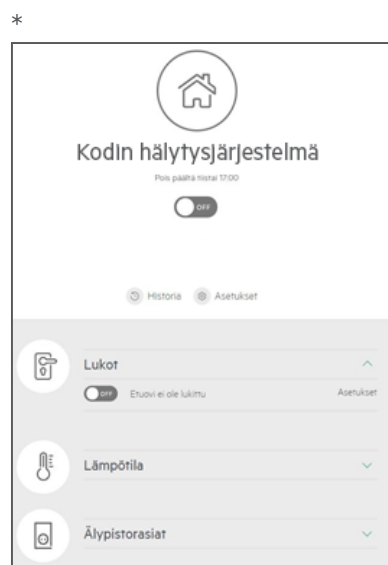 *
Kodin hälytysjärjestelmä
Pois päältä tiistai 17:00
OFF
Historia Asetukset
Lukot
OFF Etuovi ei ole lukittu Asetukset
Lämpötila
Älypistorasiat